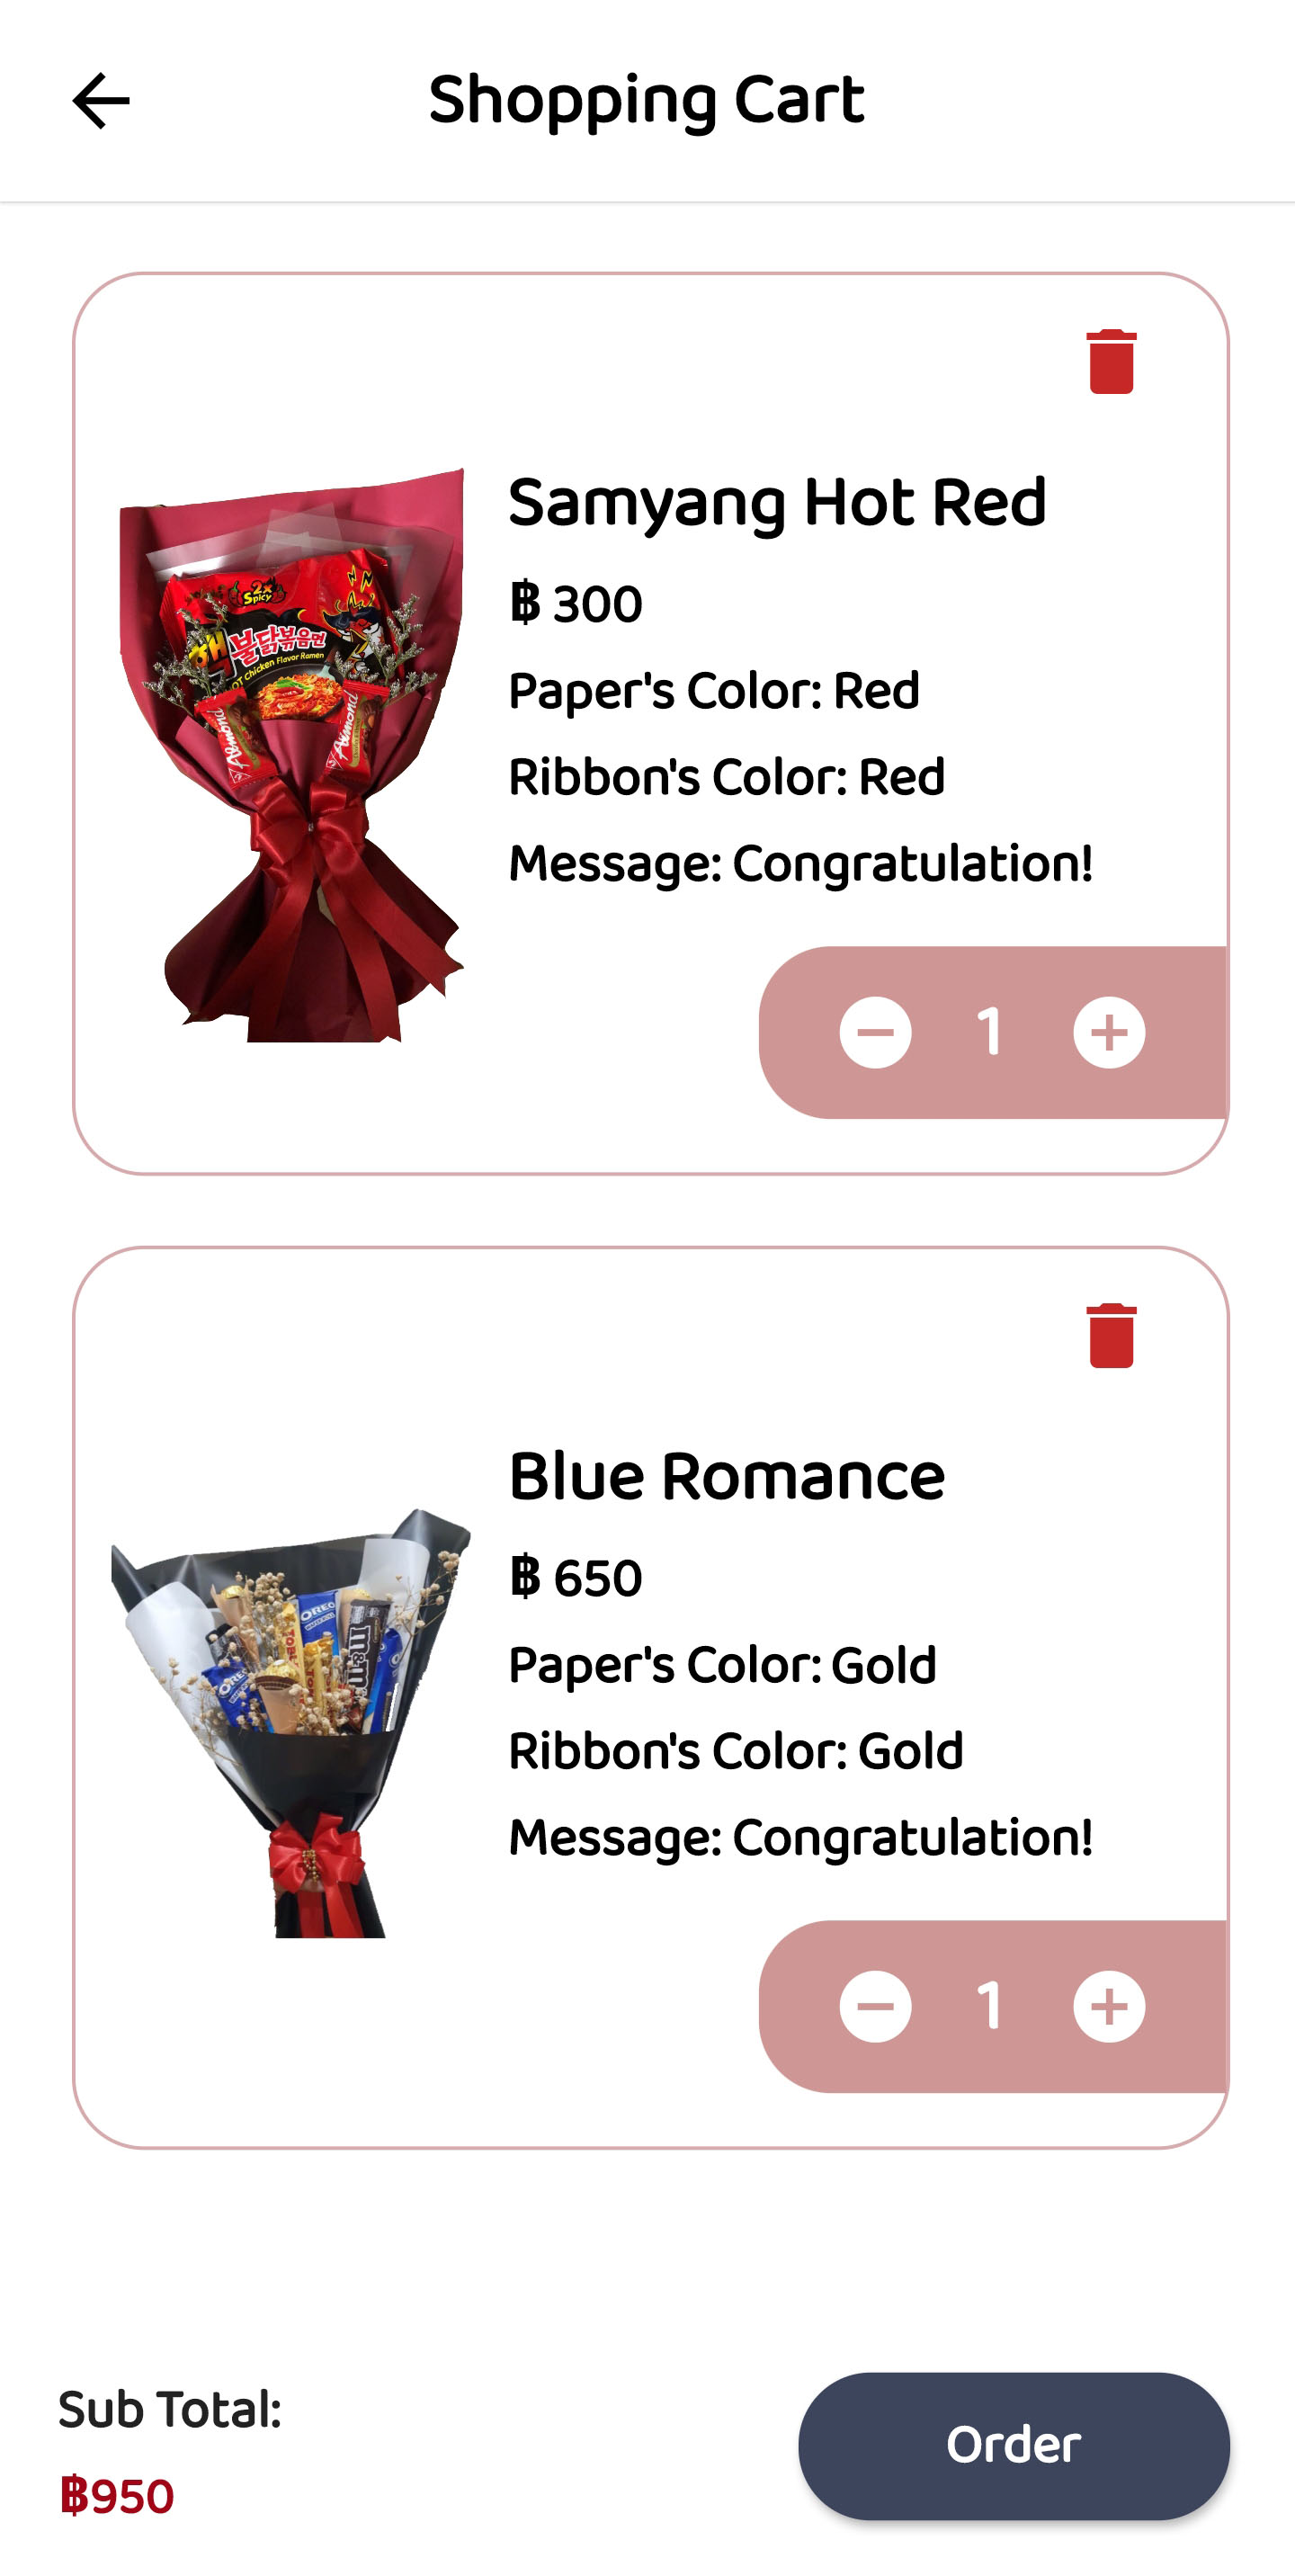 Shopping Cart
Samyang Hot Red
฿ 300
Paper's Color: Red
Ribbon's Color: Red
Message: Congratulation!
2x
Spicy
핵불닭볶음면
HOT Chicken Flavor Ramen
Almond
Almond
1
Blue Romance
฿ 650
Paper's Color: Gold
Ribbon's Color: Gold
Message: Congratulation!
OREO
OREO
m&m's
1
Sub Total:
฿950
Order